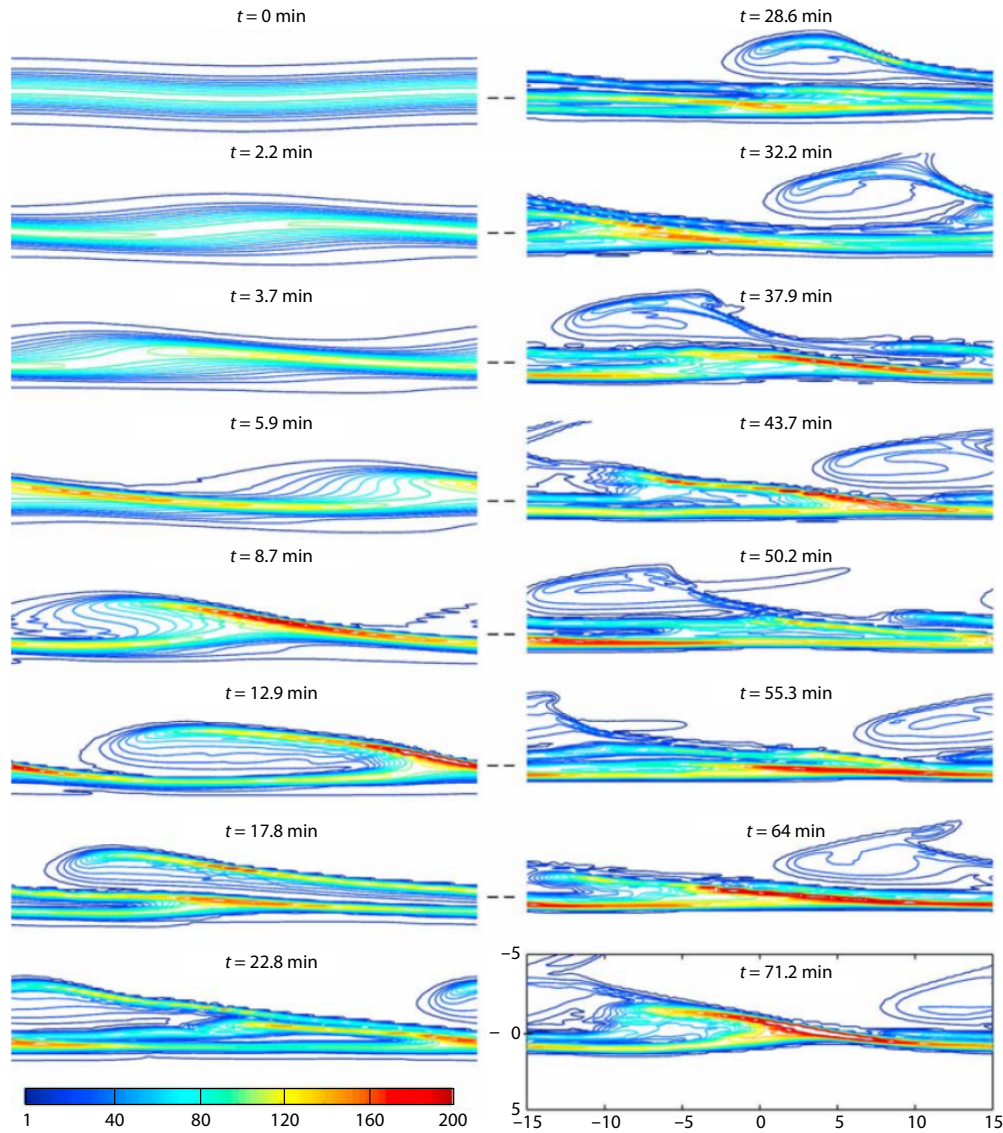 t = 0 min
t = 2.2 min
t = 3.7 min
t = 5.9 min
t = 8.7 min
t = 12.9 min
t = 17.8 min
t = 22.8 min
1 40 80 120 160 200
t = 28.6 min
t = 32.2 min
t = 37.9 min
t = 43.7 min
t = 50.2 min
t = 55.3 min
t = 64 min
t = 71.2 min
−5
0
5
−15 −10 −5 0 5 10 15